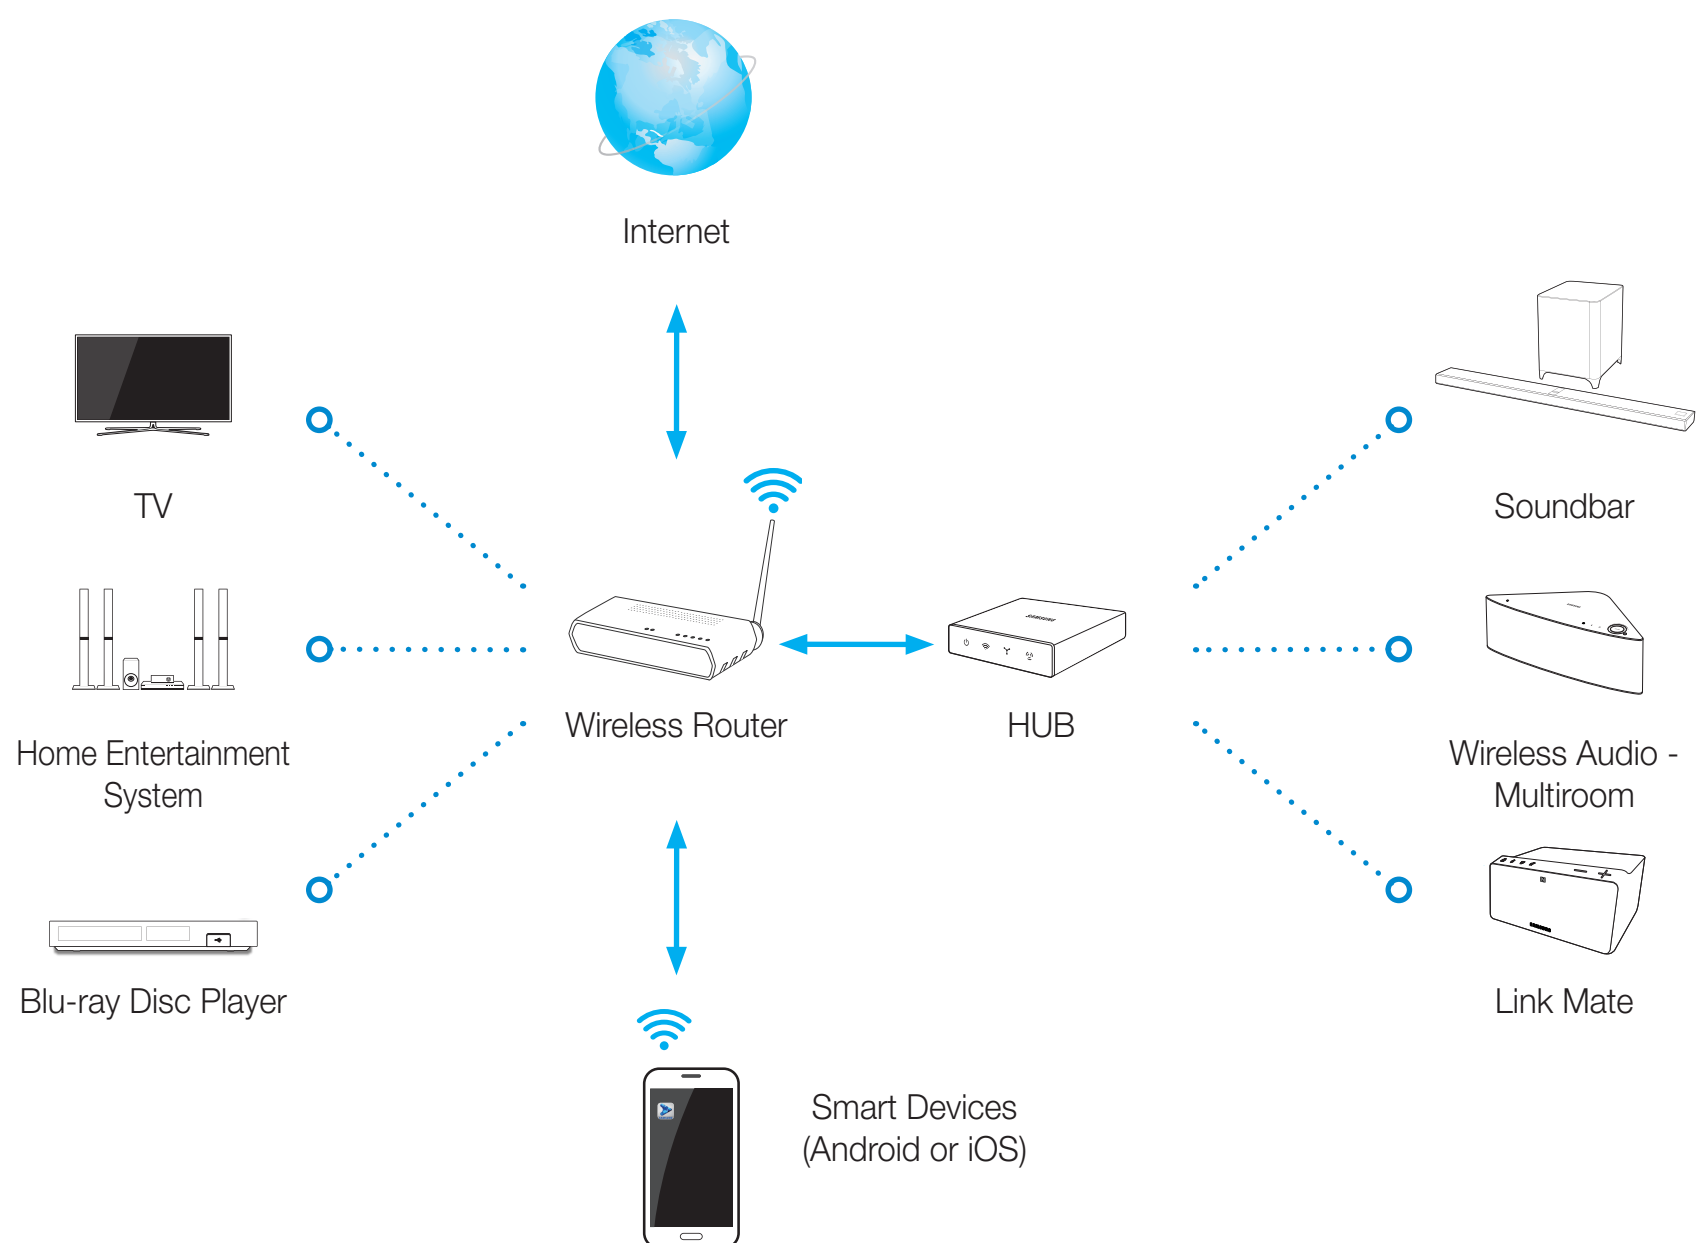 Internet
TV
Soundbar
SAMSUNG
Wireless Router
HUB
Home Entertainment
System
Wireless Audio -
Multiroom
Blu-ray Disc Player
Link Mate
Smart Devices
(Android or iOS)